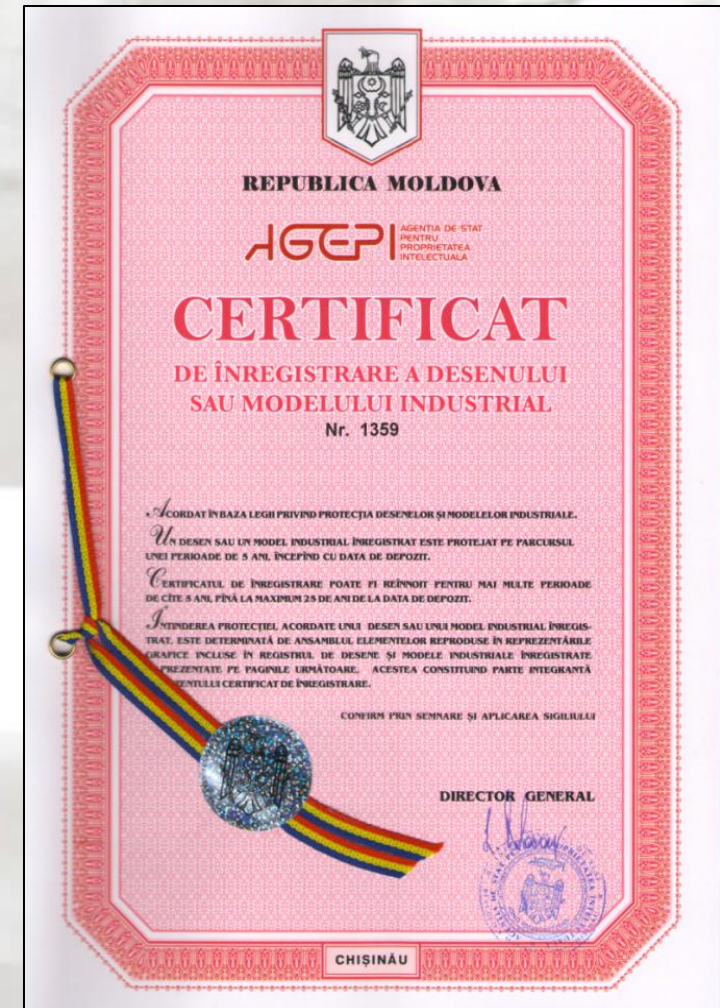 REPUBLICA MOLDOVA
AGEPI
AGENȚIA DE STAT
PENTRU
PROPRIETATEA
INTELECTUALĂ
CERTIFICAT
DE ÎNREGISTRARE A DESENULUI
SAU MODELULUI INDUSTRIAL
Nr. 1359
ACORDAT ÎN BAZA LEGII PRIVIND PROTECȚIA DESENELOR ȘI MODELELOR INDUSTRIALE.
UN DESEN SAU UN MODEL INDUSTRIAL ÎNREGISTRAT ESTE PROTEJAT PE PARCURSUL
UNEI PERIOADE DE 5 ANI, ÎNCEPÎND CU DATA DE DEPOZIT.
CERTIFICATUL DE ÎNREGISTRARE POATE FI REÎNNOIT PENTRU MAI MULTE PERIOADE
DE CÎTE 5 ANI, PÎNĂ LA MAXIMUM 25 DE ANI DE LA DATA DE DEPOZIT.
ÎNTINDEREA PROTECȚIEI, ACORDATE UNUI DESEN SAU UNUI MODEL INDUSTRIAL ÎNREGIS-
TRAT, ESTE DETERMINATĂ DE ANSAMBLUL ELEMENTELOR REPRODUSE ÎN REPREZENTĂRILE
GRAFICE INCLUSE ÎN REGISTRUL DE DESENE ȘI MODELE INDUSTRIALE ÎNREGISTRATE
PREZENTATE PE PAGINILE URMĂTOARE. ACESTEA CONSTITUIND PARTE INTEGRANTĂ
CERTIFICAT DE ÎNREGISTRARE.
CONFIRM PRIN SEMNARE ȘI APLICAREA SIGILIULUI
DIRECTOR GENERAL
CHIȘINĂU